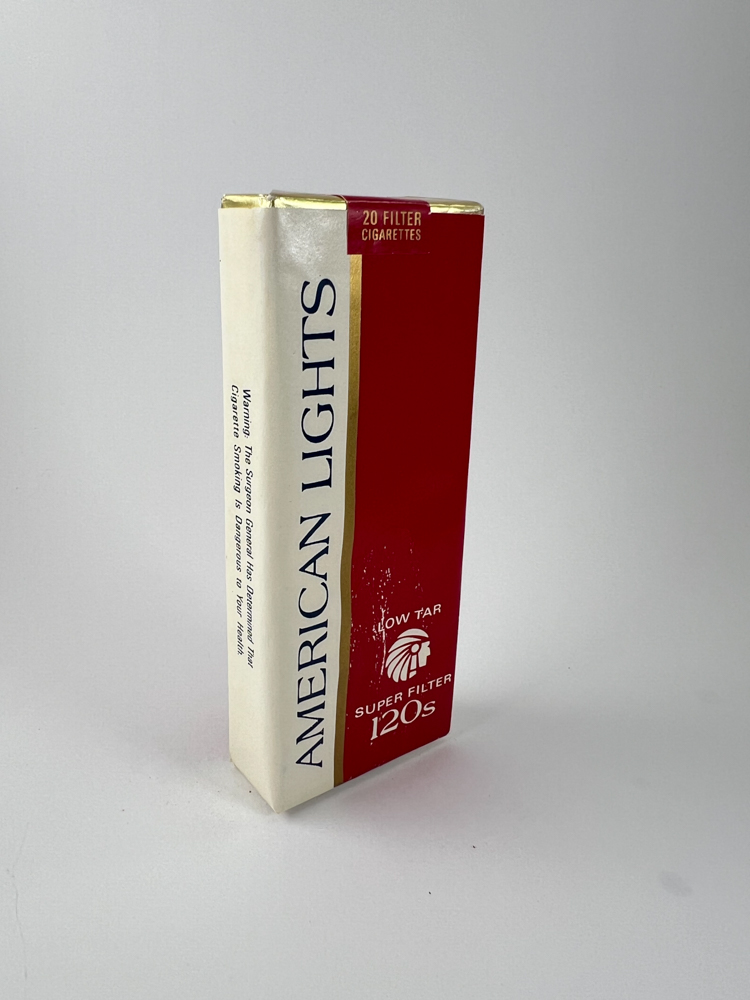 20 FILTER
CIGARETTES
AMERICAN LIGHTS
LOW TAR
SUPER FILTER
120s
Warning: The Surgeon General Has Determined That
Cigarette Smoking Is Dangerous to Your Health.